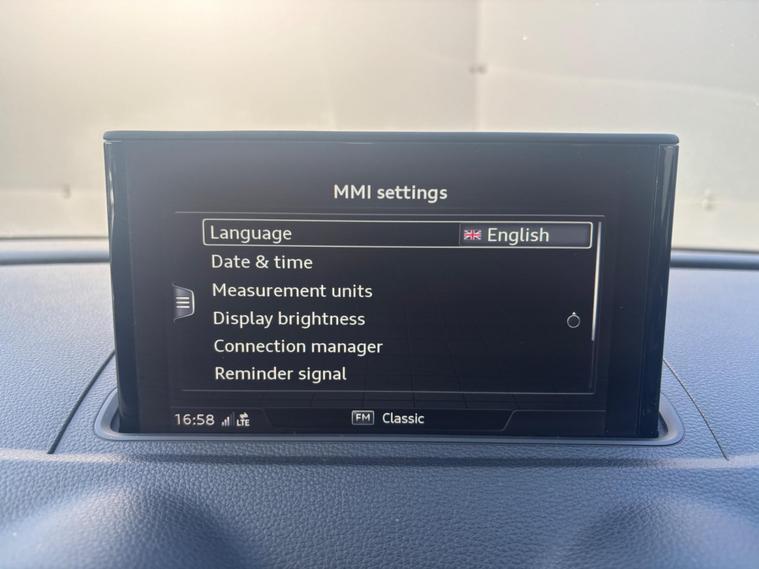 MMI settings
Language English
Date & time
Measurement units
Display brightness
Connection manager
Reminder signal
16:58 LTE FM Classic